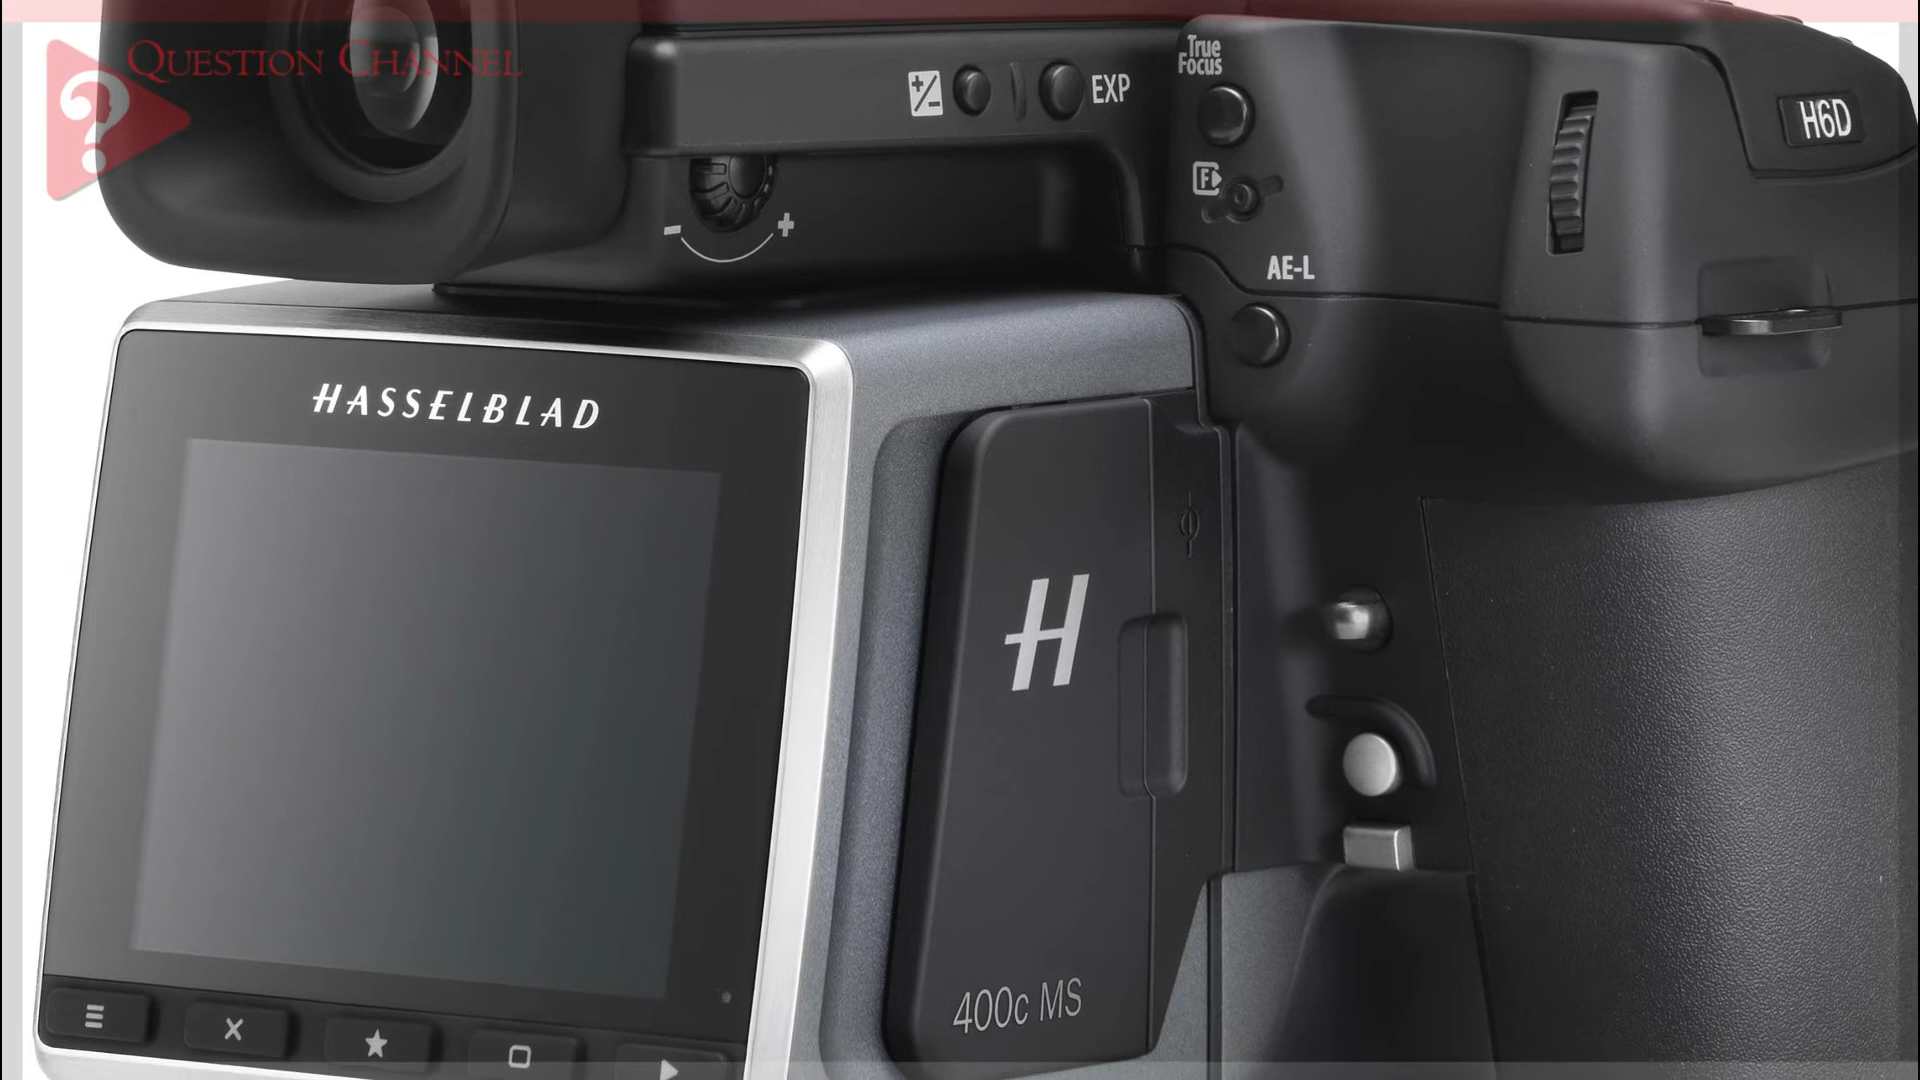 QUESTION CHANNEL
?
True
Focus
EXP
H6D
F
AE-L
- +
HASSELBLAD
H
400c MS